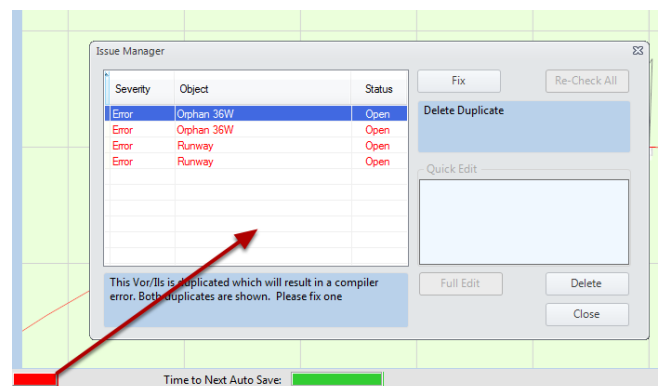 Issue Manager
Severity Object Status
Error Orphan 36W Open
Error Orphan 36W Open
Error Runway Open
Error Runway Open
Fix Re-Check All
Delete Duplicate
Quick Edit
This Vor/Ils is duplicated which will result in a compiler
error. Both duplicates are shown. Please fix one
Full Edit Delete
Close
Time to Next Auto Save: